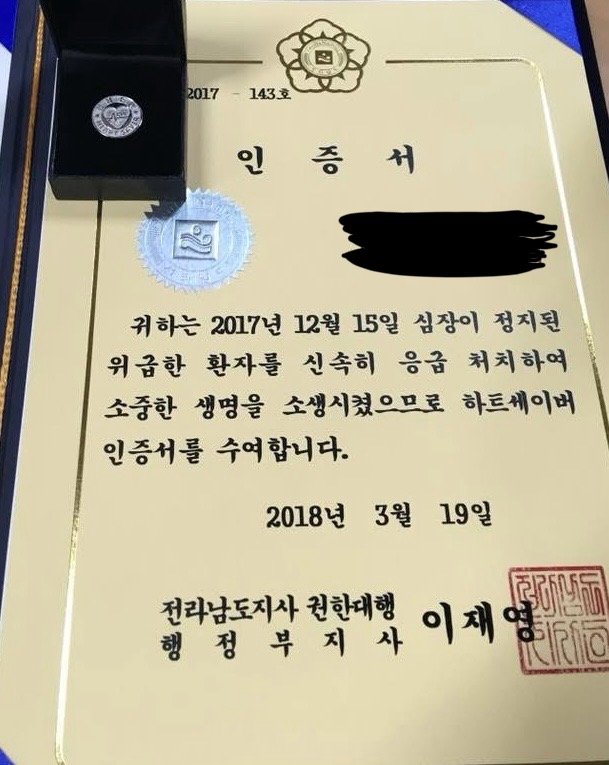 2017 - 143호
인 증 서
귀하는 2017년 12월 15일 심장이 정지된
위급한 환자를 신속히 응급 처치하여
소중한 생명을 소생시켰으므로 하트세이버
인증서를 수여합니다.
2018년 3월 19일
전라남도지사 권한대행
행 정 부 지 사 이재영